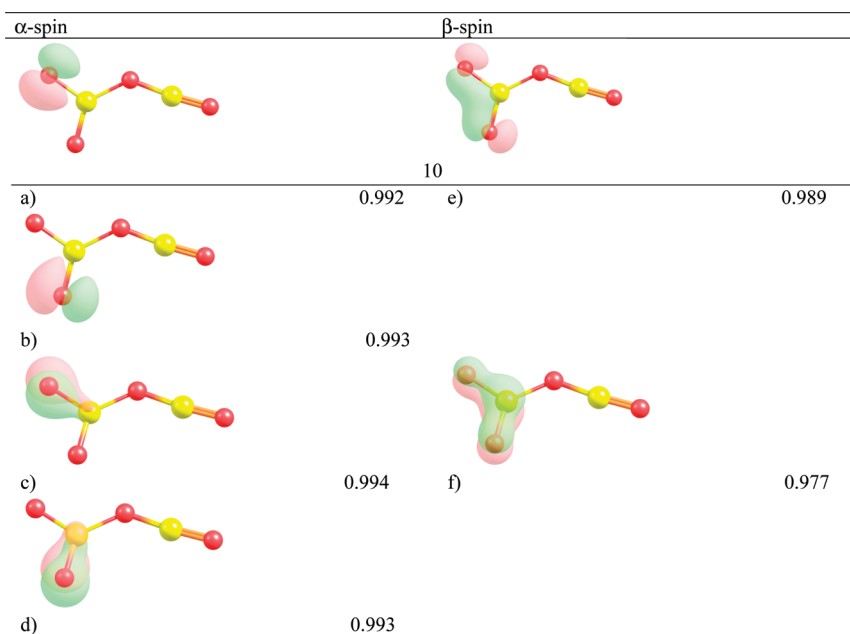 α-spin β-spin
10
a) 0.992 e) 0.989
b) 0.993
c) 0.994 f) 0.977
d) 0.993